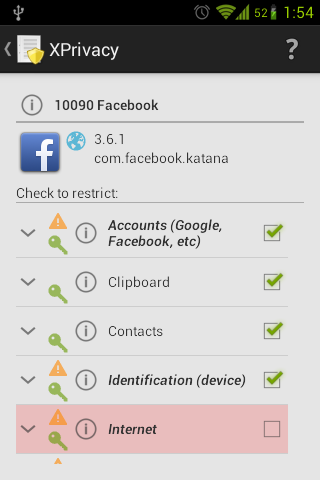 52 1:54
XPrivacy ?
10090 Facebook
3.6.1
com.facebook.katana
Check to restrict:
Accounts (Google,
Facebook, etc)
Clipboard
Contacts
Identification (device)
Internet